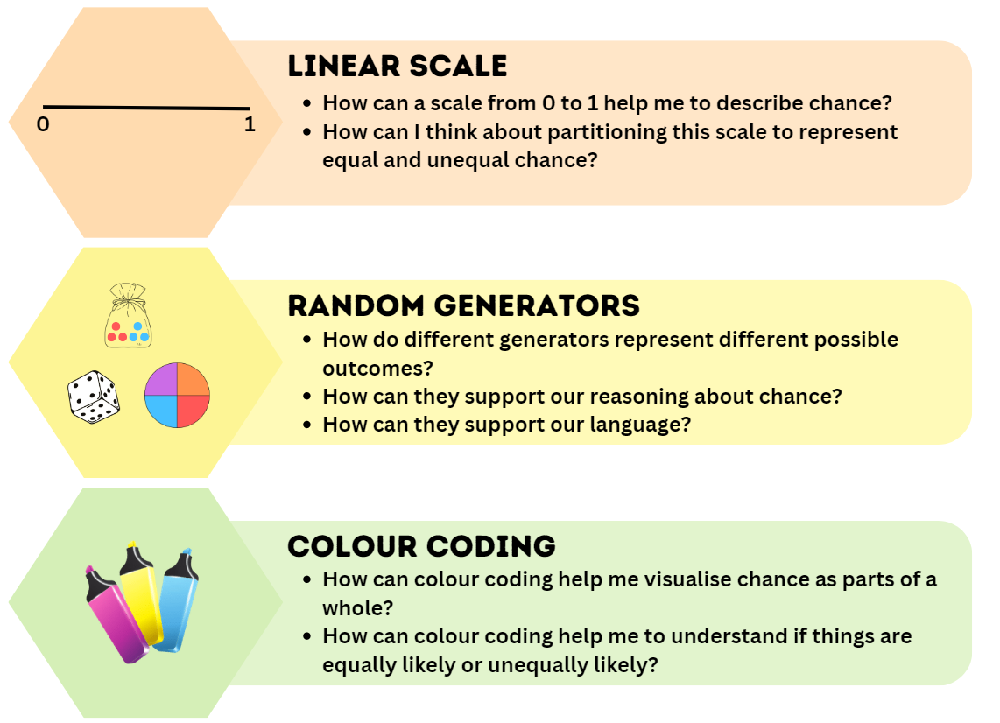 LINEAR SCALE
• How can a scale from 0 to 1 help me to describe chance?
• How can I think about partitioning this scale to represent
equal and unequal chance?
0 1
RANDOM GENERATORS
• How do different generators represent different possible
outcomes?
• How can they support our reasoning about chance?
• How can they support our language?
COLOUR CODING
• How can colour coding help me visualise chance as parts of a
whole?
• How can colour coding help me to understand if things are
equally likely or unequally likely?